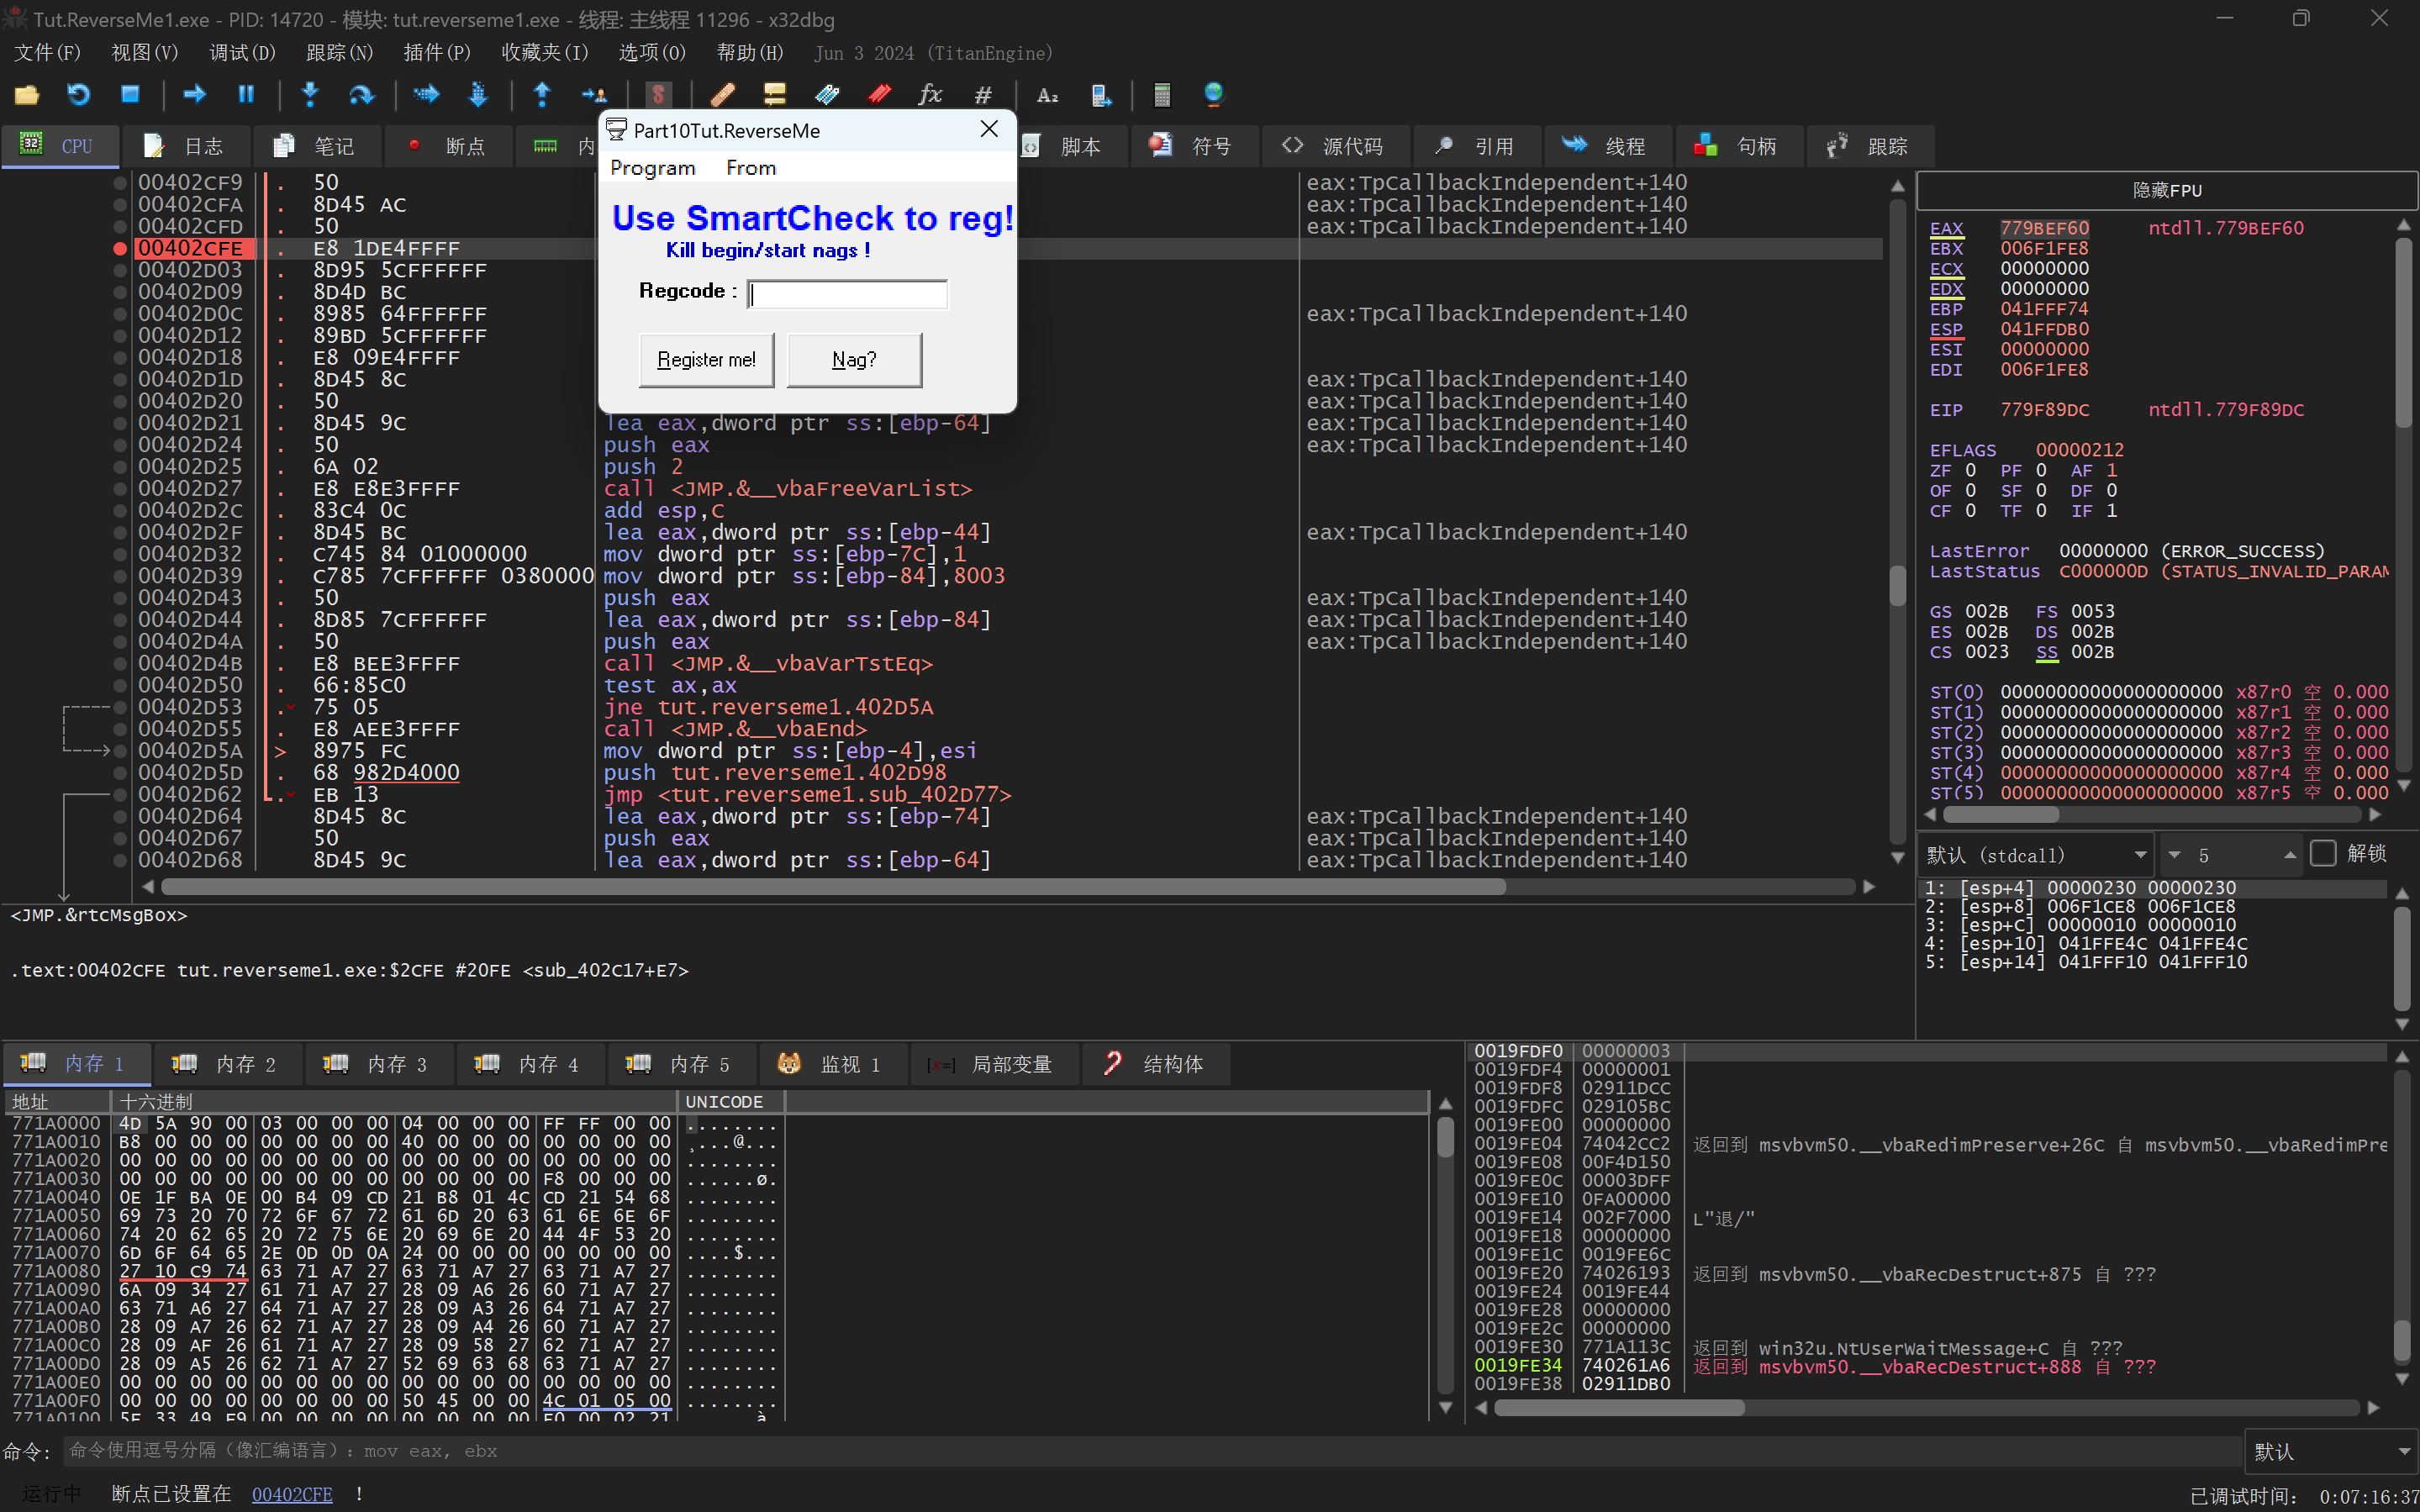 Tut.ReverseMe1.exe - PID: 14720 - 模块: tut.reverseme1.exe - 线程: 主线程 11296 - x32dbg
文件(F) 视图(V) 调试(D) 跟踪(N) 插件(P) 收藏夹(I) 选项(O) 帮助(H) Jun 3 2024 (TitanEngine)
CPU 日志 笔记 断点 内 脚本 符号 源代码 引用 线程 句柄 跟踪
Part10Tut.ReverseMe
Program From
Use SmartCheck to reg!
Kill begin/start nags !
Regcode :
Register me! Nag?
00402CF9 . 50 eax:TpCallbackIndependent+140
00402CFA . 8D45 AC eax:TpCallbackIndependent+140
00402CFD . 50 eax:TpCallbackIndependent+140
00402CFE . E8 1DE4FFFF
00402D03 . 8D95 5CFFFFFF
00402D09 . 8D4D BC
00402D0C . 8985 64FFFFFF eax:TpCallbackIndependent+140
00402D12 . 89BD 5CFFFFFF
00402D18 . E8 09E4FFFF
00402D1D . 8D45 8C eax:TpCallbackIndependent+140
00402D20 . 50 eax:TpCallbackIndependent+140
00402D21 . 8D45 9C lea eax,dword ptr ss:[ebp-64] eax:TpCallbackIndependent+140
00402D24 . 50 push eax eax:TpCallbackIndependent+140
00402D25 . 6A 02 push 2
00402D27 . E8 E8E3FFFF call <JMP.&__vbaFreeVarList>
00402D2C . 83C4 0C add esp,C
00402D2F . 8D45 BC lea eax,dword ptr ss:[ebp-44] eax:TpCallbackIndependent+140
00402D32 . C745 84 01000000 mov dword ptr ss:[ebp-7C],1
00402D39 . C785 7CFFFFFF 0380000 mov dword ptr ss:[ebp-84],8003
00402D43 . 50 push eax eax:TpCallbackIndependent+140
00402D44 . 8D85 7CFFFFFF lea eax,dword ptr ss:[ebp-84] eax:TpCallbackIndependent+140
00402D4A . 50 push eax eax:TpCallbackIndependent+140
00402D4B . E8 BEE3FFFF call <JMP.&__vbaVarTstEq>
00402D50 . 66:85C0 test ax,ax
00402D53 . 75 05 jne tut.reverseme1.402D5A
00402D55 . E8 AEE3FFFF call <JMP.&__vbaEnd>
00402D5A > 8975 FC mov dword ptr ss:[ebp-4],esi
00402D5D . 68 982D4000 push tut.reverseme1.402D98
00402D62 . EB 13 jmp <tut.reverseme1.sub_402D77>
00402D64 . 8D45 8C lea eax,dword ptr ss:[ebp-74] eax:TpCallbackIndependent+140
00402D67 . 50 push eax eax:TpCallbackIndependent+140
00402D68 . 8D45 9C lea eax,dword ptr ss:[ebp-64] eax:TpCallbackIndependent+140
<JMP.&rtcMsgBox>
.text:00402CFE tut.reverseme1.exe:$2CFE #20FE <sub_402C17+E7>
隐藏FPU
EAX 779BEF60 ntdll.779BEF60
EBX 006F1FE8
ECX 00000000
EDX 00000000
EBP 041FFF74
ESP 041FFDB0
ESI 00000000
EDI 006F1FE8
EIP 779F89DC ntdll.779F89DC
EFLAGS 00000212
ZF 0 PF 0 AF 1
OF 0 SF 0 DF 0
CF 0 TF 0 IF 1
LastError 00000000 (ERROR_SUCCESS)
LastStatus C000000D (STATUS_INVALID_PARAM
GS 002B FS 0053
ES 002B DS 002B
CS 0023 SS 002B
ST(0) 00000000000000000000 x87r0 空 0.000
ST(1) 00000000000000000000 x87r1 空 0.000
ST(2) 00000000000000000000 x87r2 空 0.000
ST(3) 00000000000000000000 x87r3 空 0.000
ST(4) 00000000000000000000 x87r4 空 0.000
ST(5) 00000000000000000000 x87r5 空 0.000
默认 (stdcall) 5 解锁
1: [esp+4] 00000230 00000230
2: [esp+8] 006F1CE8 006F1CE8
3: [esp+C] 00000010 00000010
4: [esp+10] 041FFE4C 041FFE4C
5: [esp+14] 041FFF10 041FFF10
内存 1 内存 2 内存 3 内存 4 内存 5 监视 1 [x=] 局部变量 结构体
地址 十六进制 UNICODE
771A0000 4D 5A 90 00 03 00 00 00 04 00 00 00 FF FF 00 00 ........
771A0010 B8 00 00 00 00 00 00 00 40 00 00 00 00 00 00 00 ¸...@...
771A0020 00 00 00 00 00 00 00 00 00 00 00 00 00 00 00 00 ........
771A0030 00 00 00 00 00 00 00 00 00 00 00 00 F8 00 00 00 ......ø.
771A0040 0E 1F BA 0E 00 B4 09 CD 21 B8 01 4C CD 21 54 68 ........
771A0050 69 73 20 70 72 6F 67 72 61 6D 20 63 61 6E 6E 6F ........
771A0060 74 20 62 65 20 72 75 6E 20 69 6E 20 44 4F 53 20 ........
771A0070 6D 6F 64 65 2E 0D 0D 0A 24 00 00 00 00 00 00 00 ....$...
771A0080 27 10 C9 74 63 71 A7 27 63 71 A7 27 63 71 A7 27 ........
771A0090 6A 09 34 27 61 71 A7 27 28 09 A6 26 60 71 A7 27 ........
771A00A0 63 71 A6 27 64 71 A7 27 28 09 A3 26 64 71 A7 27 ........
771A00B0 28 09 A7 26 62 71 A7 27 28 09 A4 26 60 71 A7 27 ........
771A00C0 28 09 AF 26 61 71 A7 27 28 09 58 27 62 71 A7 27 ........
771A00D0 28 09 A5 26 62 71 A7 27 52 69 63 68 63 71 A7 27 ........
771A00E0 00 00 00 00 00 00 00 00 00 00 00 00 00 00 00 00 ........
771A00F0 00 00 00 00 00 00 00 00 50 45 00 00 4C 01 05 00 ........
0019FDF0 00000003
0019FDF4 00000001
0019FDF8 02911DCC
0019FDFC 029105BC
0019FE00 00000000
0019FE04 74042CC2 返回到 msvbvm50.__vbaRedimPreserve+26C 自 msvbvm50.__vbaRedimPre
0019FE08 00F4D150
0019FE0C 00003DFF
0019FE10 0FA00000
0019FE14 002F7000 L"退/"
0019FE18 00000000
0019FE1C 0019FE6C
0019FE20 74026193 返回到 msvbvm50.__vbaRecDestruct+875 自 ???
0019FE24 0019FE44
0019FE28 00000000
0019FE2C 00000000
0019FE30 771A113C 返回到 win32u.NtUserWaitMessage+C 自 ???
0019FE34 740261A6 返回到 msvbvm50.__vbaRecDestruct+888 自 ???
0019FE38 02911DB0
命令: 命令使用逗号分隔（像汇编语言）: mov eax, ebx 默认
运行中 断点已设置在 00402CFE ! 已调试时间: 0:07:16:37